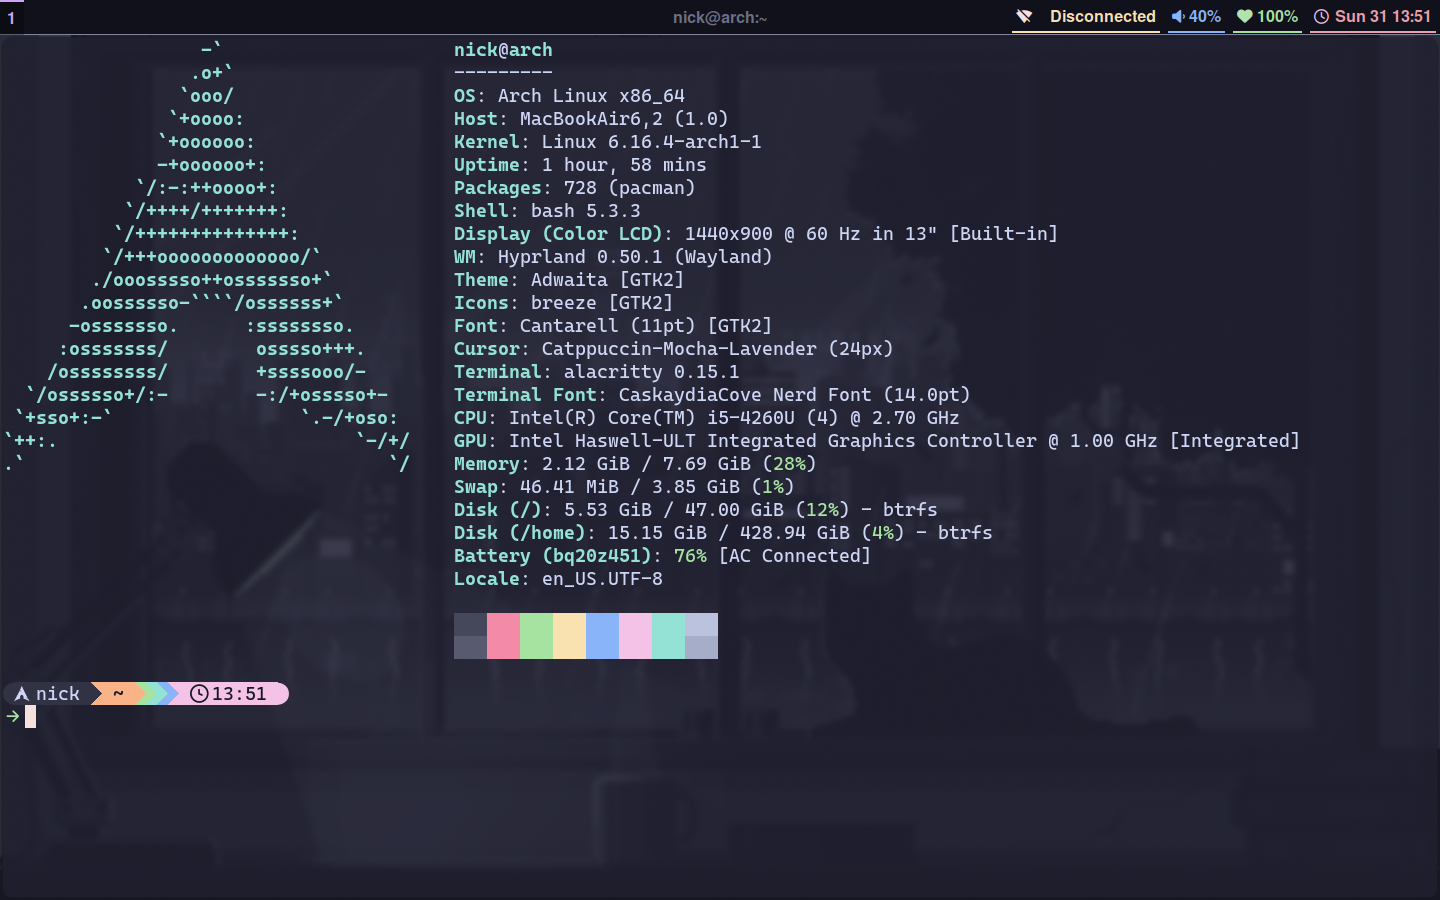 1 nick@arch:~ Disconnected 40% 100% Sun 31 13:51
                  -`
                 .o+`
                `ooo/
               `+oooo:
              `+oooooo:
              -+oooooo+:
            `/:-:++oooo+:
           `/++++/+++++++:
          `/++++++++++++++:
         `/+++ooooooooooooo/`
        ./ooosssso++osssssso+`
       .oossssso-````/ossssss+`
      -osssssso.      :ssssssso.
     :osssssss/        osssso+++.
    /ossssssss/        +ssssooo/-
  `/ossssso+/:-        -:/+osssso+-
 `+sso+:-`                 `.-/+oso:
`++:.                           `-/+/
.`                                 `/
nick@arch
---------
OS: Arch Linux x86_64
Host: MacBookAir6,2 (1.0)
Kernel: Linux 6.16.4-arch1-1
Uptime: 1 hour, 58 mins
Packages: 728 (pacman)
Shell: bash 5.3.3
Display (Color LCD): 1440x900 @ 60 Hz in 13" [Built-in]
WM: Hyprland 0.50.1 (Wayland)
Theme: Adwaita [GTK2]
Icons: breeze [GTK2]
Font: Cantarell (11pt) [GTK2]
Cursor: Catppuccin-Mocha-Lavender (24px)
Terminal: alacritty 0.15.1
Terminal Font: CaskaydiaCove Nerd Font (14.0pt)
CPU: Intel(R) Core(TM) i5-4260U (4) @ 2.70 GHz
GPU: Intel Haswell-ULT Integrated Graphics Controller @ 1.00 GHz [Integrated]
Memory: 2.12 GiB / 7.69 GiB (28%)
Swap: 46.41 MiB / 3.85 GiB (1%)
Disk (/): 5.53 GiB / 47.00 GiB (12%) - btrfs
Disk (/home): 15.15 GiB / 428.94 GiB (4%) - btrfs
Battery (bq20z451): 76% [AC Connected]
Locale: en_US.UTF-8
nick ~ 13:51
→